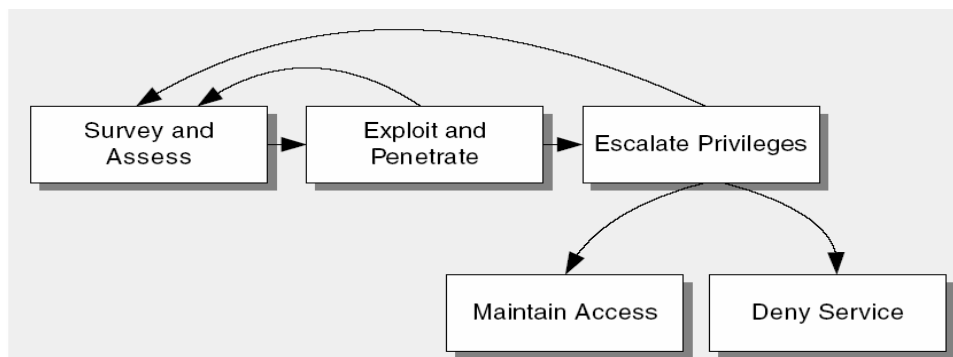 Survey and
Assess
Exploit and
Penetrate
Escalate Privileges
Maintain Access
Deny Service